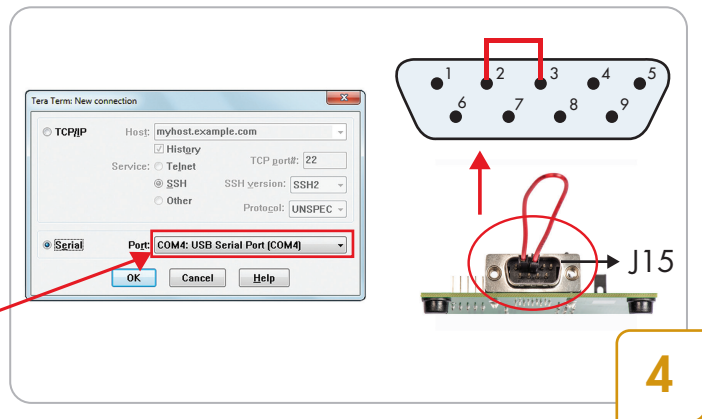 Tera Term: New connection
TCP/IP
Host: myhost.example.com
History
Service: Telnet
TCP port#: 22
SSH
SSH version: SSH2
Other
Protocol: UNSPEC
Serial
Port: COM4: USB Serial Port (COM4)
OK Cancel Help
1 2 3 4 5
6 7 8 9
J15
4